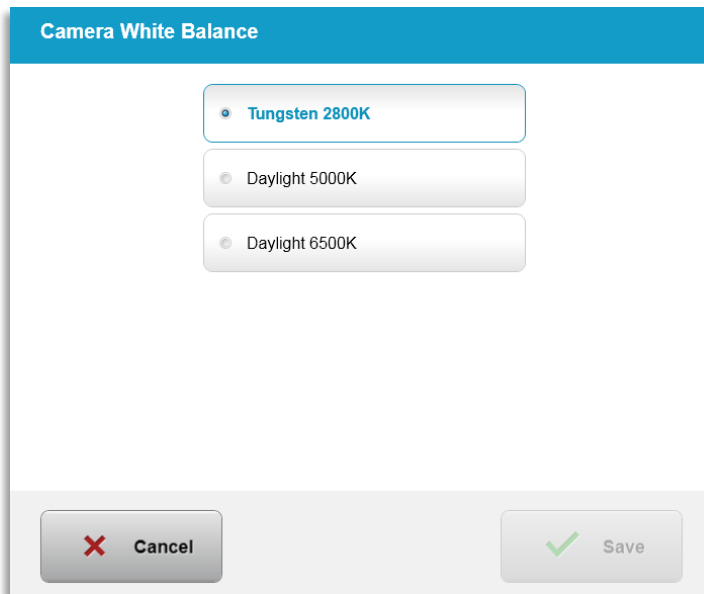 Camera White Balance
Tungsten 2800K
Daylight 5000K
Daylight 6500K
Cancel
Save